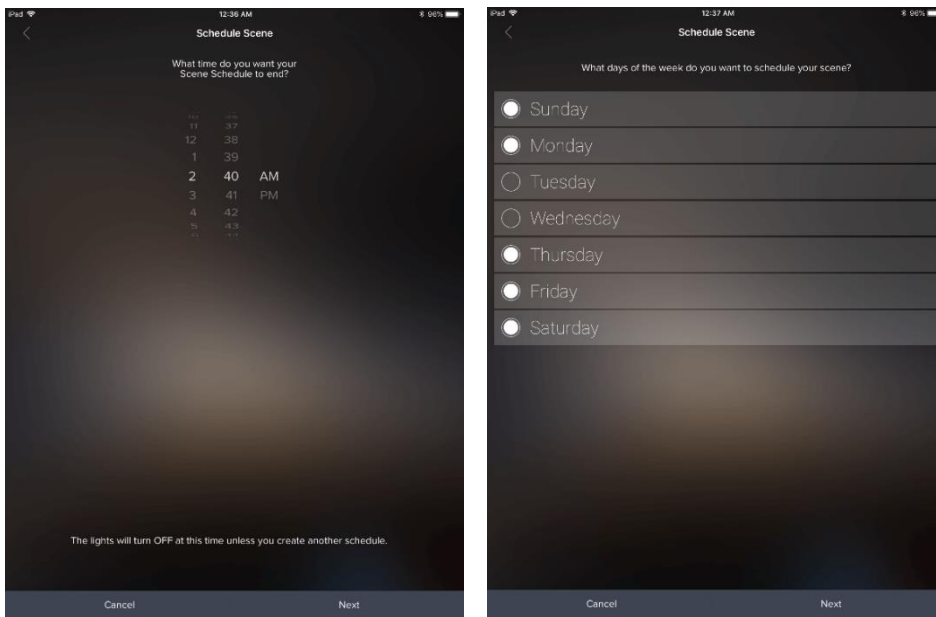 iPad 12:36 AM 96%
Schedule Scene
What time do you want your
Scene Schedule to end?
11 37
12 38
1 39
2 40 AM
3 41 PM
4 42
5 43
The lights will turn OFF at this time unless you create another schedule.
Cancel Next
iPad 12:37 AM 96%
Schedule Scene
What days of the week do you want to schedule your scene?
Sunday
Monday
Tuesday
Wednesday
Thursday
Friday
Saturday
Cancel Next